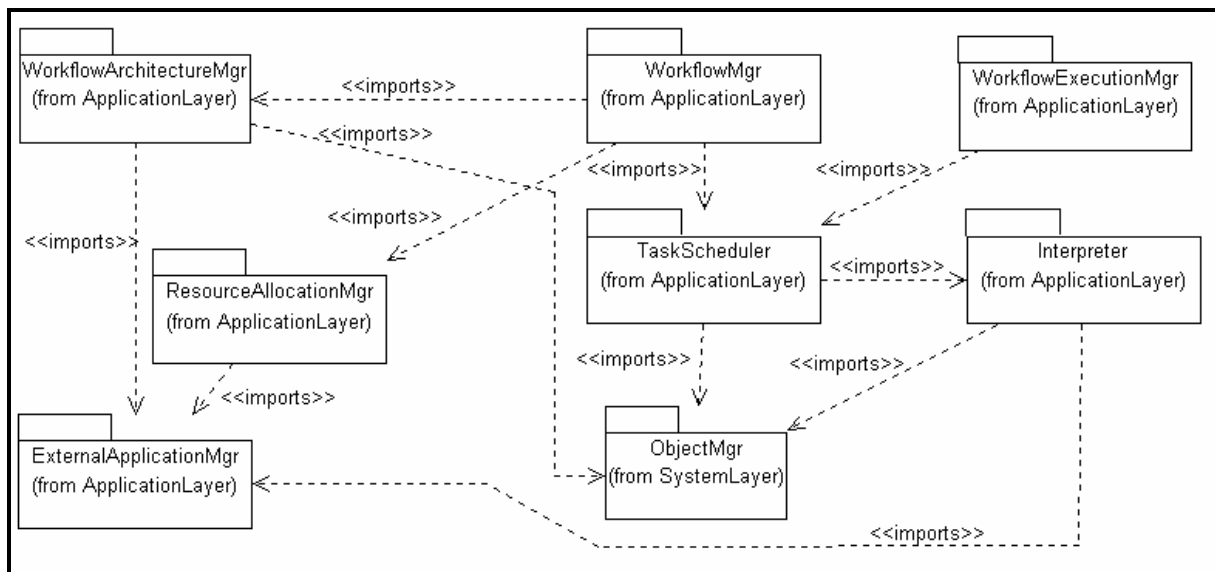 WorkflowArchitectureMgr
(from ApplicationLayer)
<<imports>>
WorkflowMgr
(from ApplicationLayer)
WorkflowExecutionMgr
(from ApplicationLayer)
<<imports>>
<<imports>>
<<imports>>
<<imports>>
<<imports>>
ResourceAllocationMgr
(from ApplicationLayer)
TaskScheduler
(from ApplicationLayer)
<<imports>>
Interpreter
(from ApplicationLayer)
<<imports>>
<<imports>>
<<imports>>
ExternalApplicationMgr
(from ApplicationLayer)
ObjectMgr
(from SystemLayer)
<<imports>>